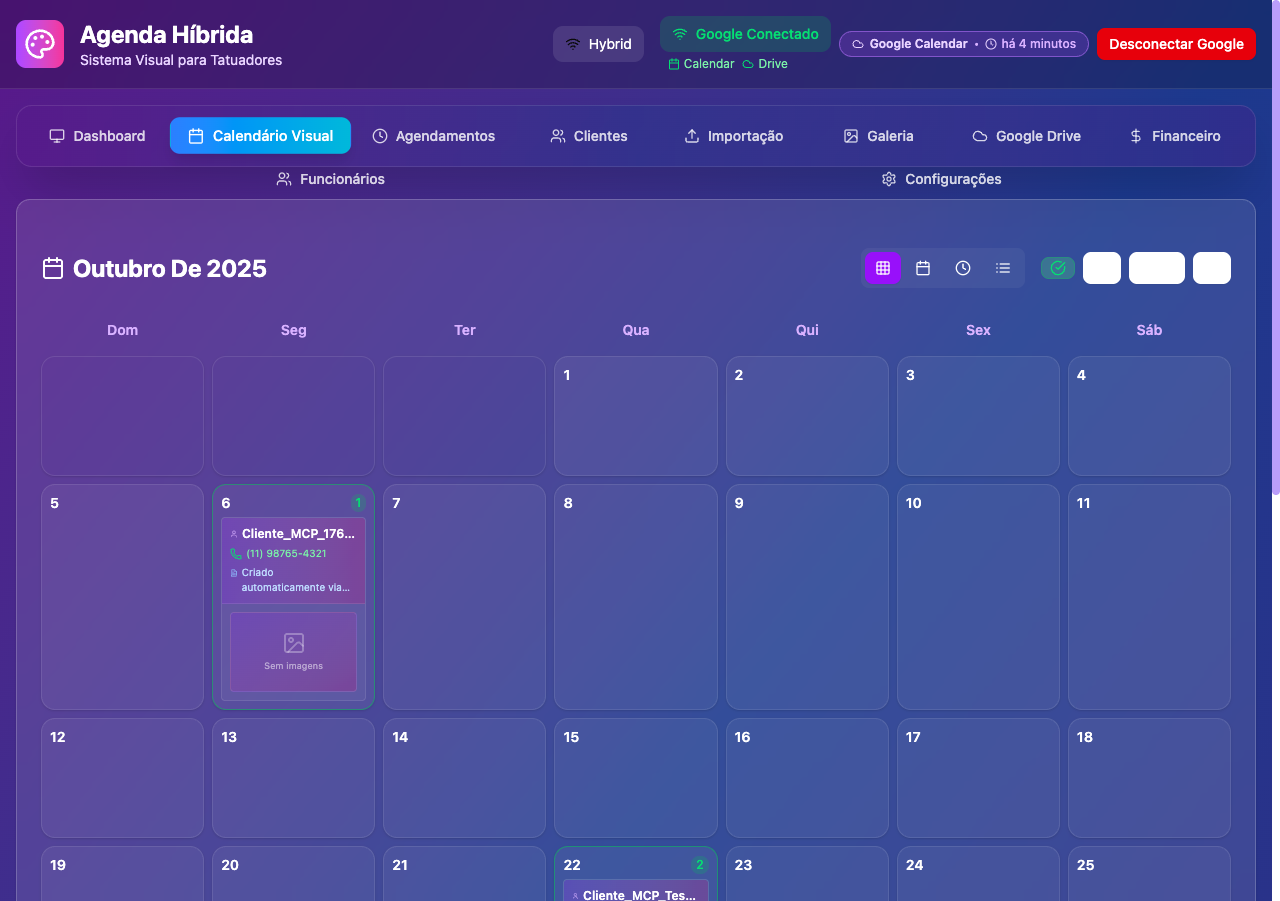 Agenda Híbrida
Sistema Visual para Tatuadores
Hybrid
Google Conectado
Calendar Drive
Google Calendar • há 4 minutos
Desconectar Google
Dashboard
Calendário Visual
Agendamentos
Clientes
Importação
Galeria
Google Drive
Financeiro
Funcionários
Configurações
Outubro De 2025
Dom Seg Ter Qua Qui Sex Sáb
1 2 3 4
5 6 1 7 8 9 10 11
Cliente_MCP_176...
(11) 98765-4321
Criado
automaticamente via...
Sem imagens
12 13 14 15 16 17 18
19 20 21 22 2 23 24 25
Cliente_MCP_Tes...